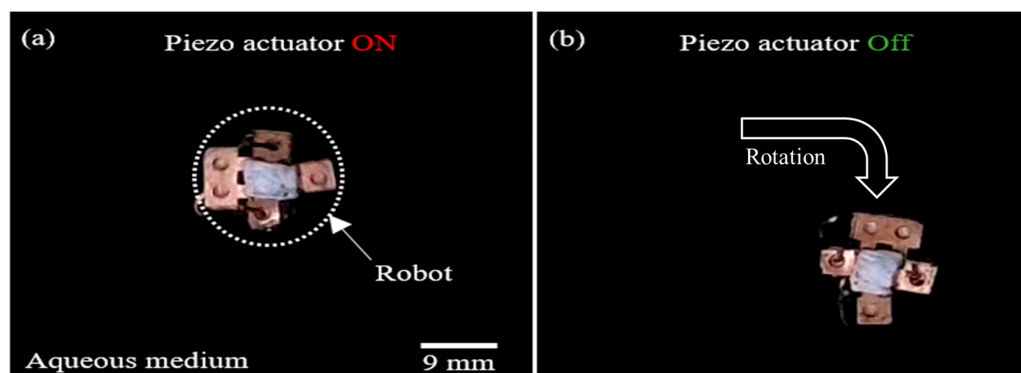 (a)
Piezo actuator ON
Robot
Aqueous medium
9 mm
(b)
Piezo actuator Off
Rotation